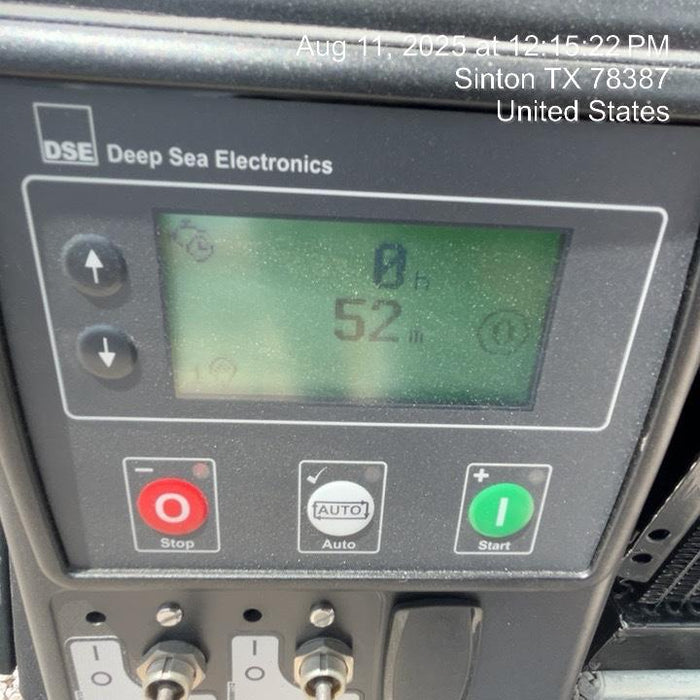 Aug 11, 2025 at 12:15:22 PM
Sinton TX 78387
United States
DSE Deep Sea Electronics
0 h
52 m
0
− ✓ +
O AUTO I
Stop Auto Start
I I
O O